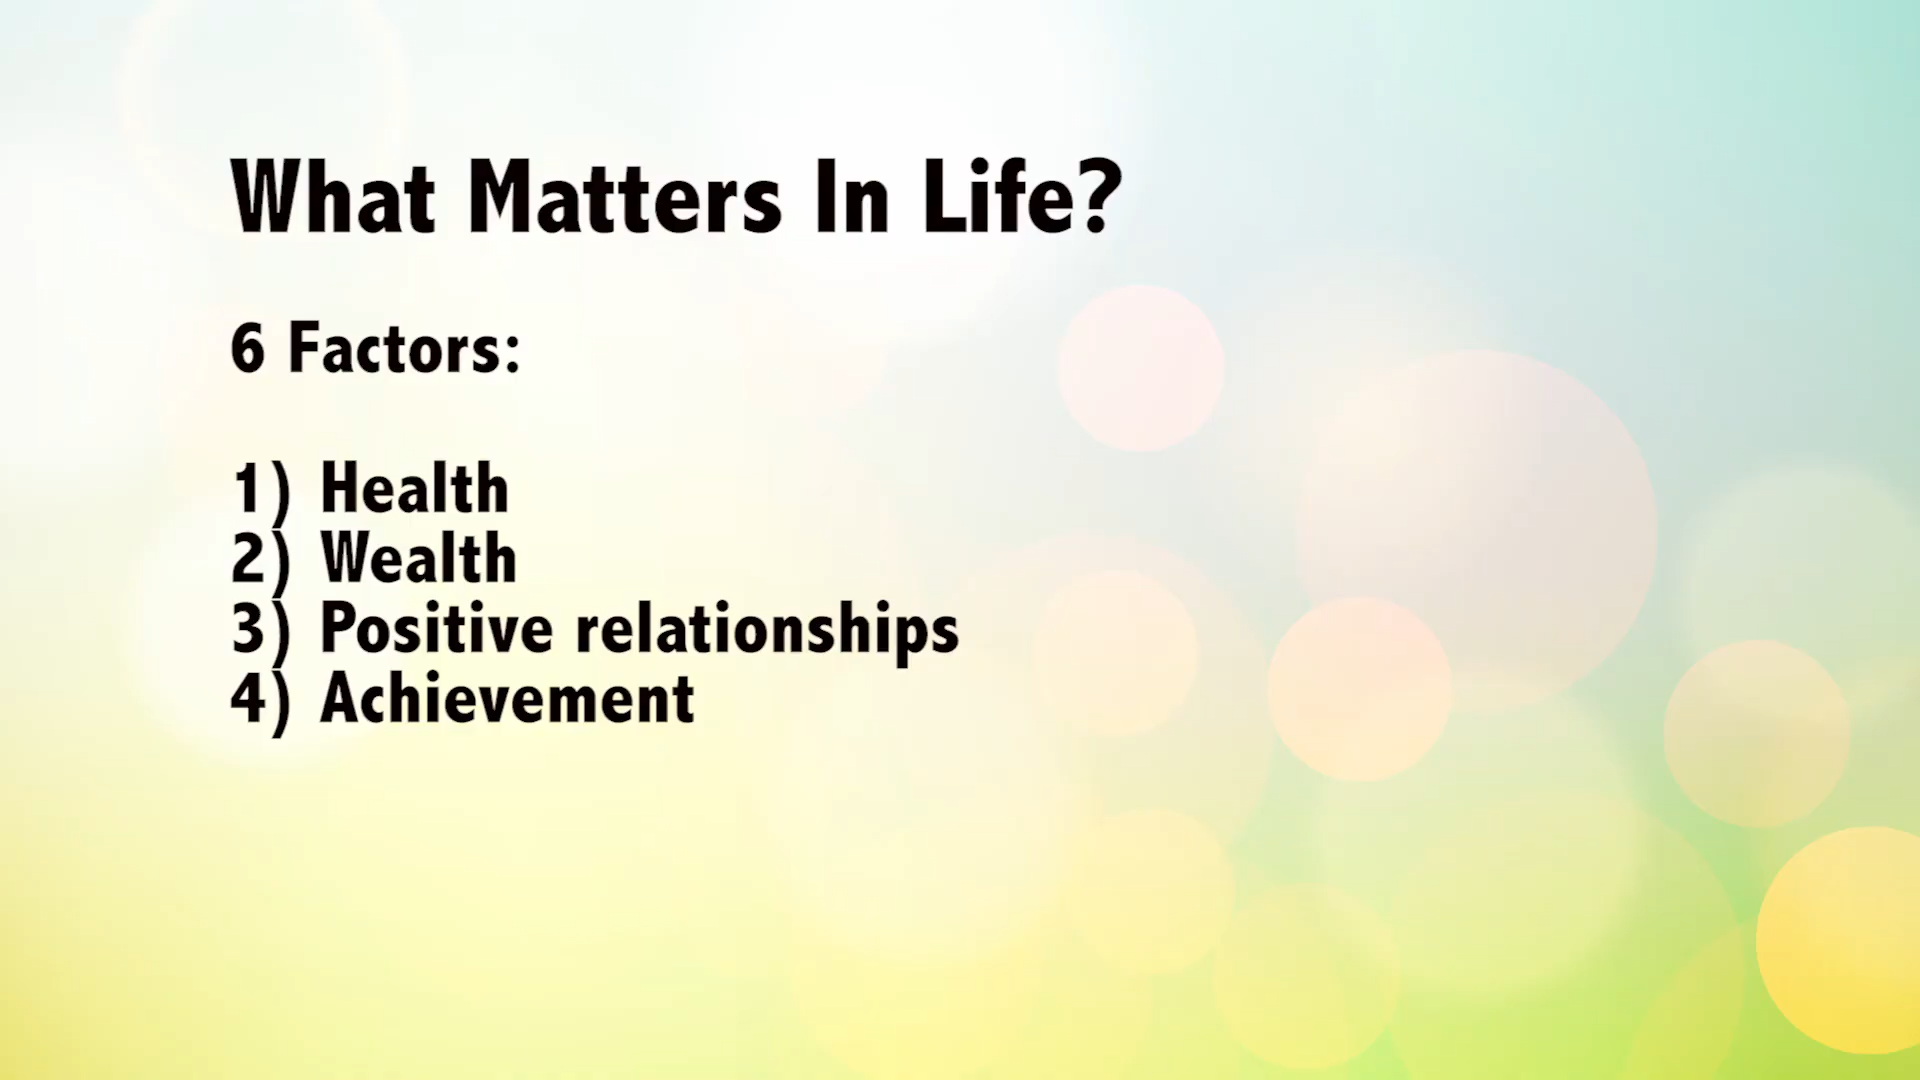 What Matters In Life?
6 Factors:
1) Health
2) Wealth
3) Positive relationships
4) Achievement